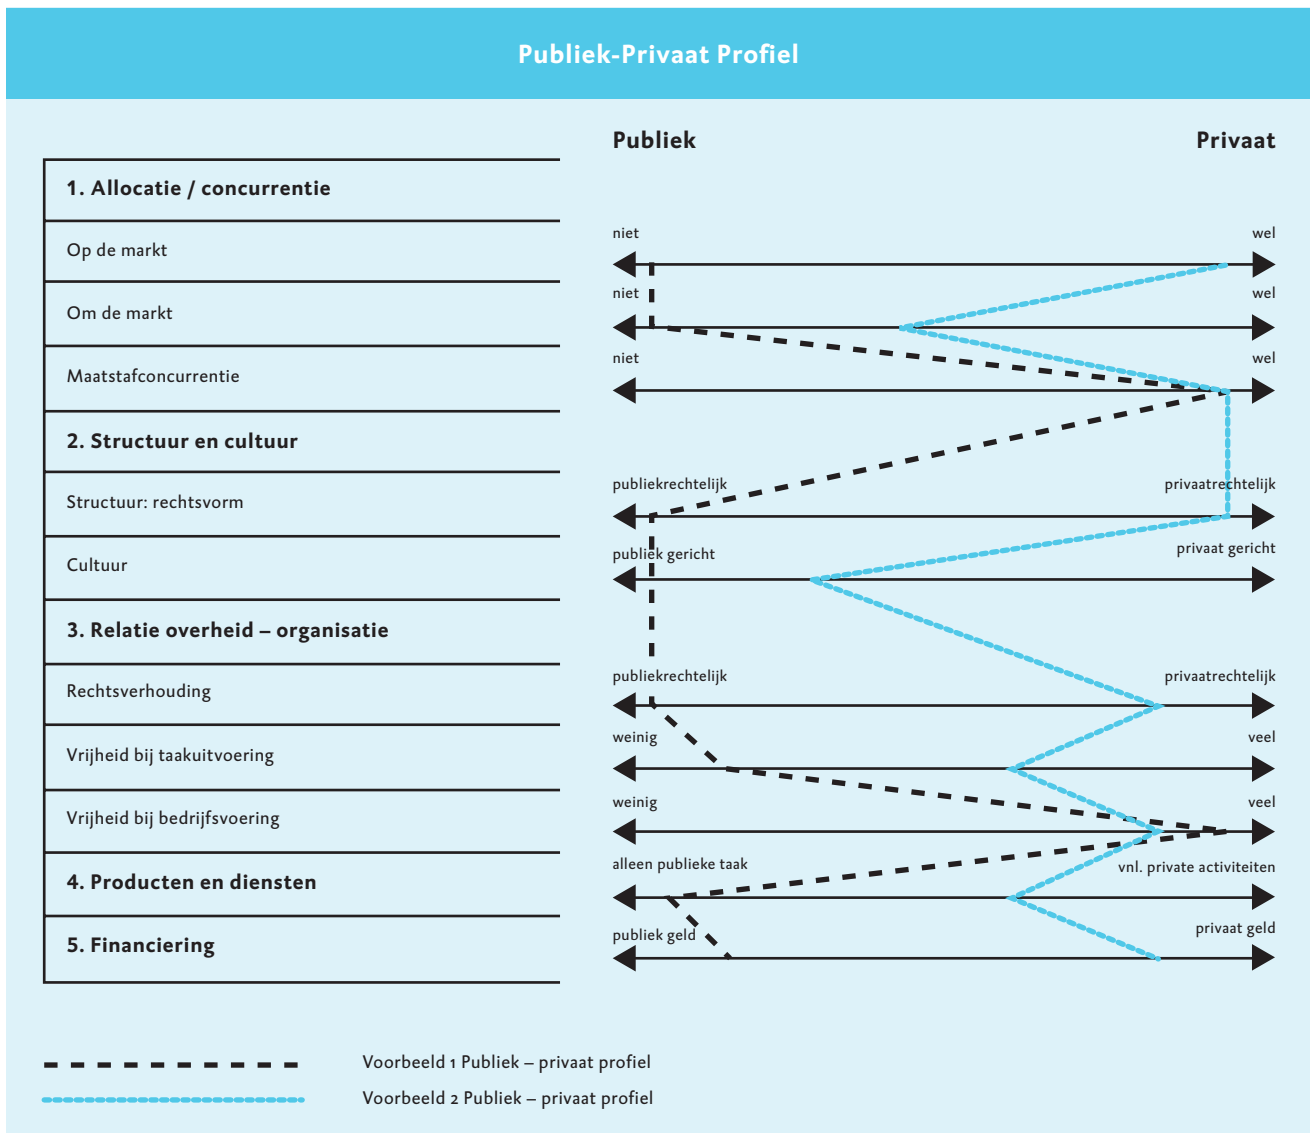 Publiek-Privaat Profiel
Publiek
Privaat
1. Allocatie / concurrentie
Op de markt
niet
wel
Om de markt
niet
wel
Maatstafconcurrentie
niet
wel
2. Structuur en cultuur
Structuur: rechtsvorm
publiekrechtelijk
privaatrechtelijk
Cultuur
publiek gericht
privaat gericht
3. Relatie overheid – organisatie
Rechtsverhouding
publiekrechtelijk
privaatrechtelijk
Vrijheid bij taakuitvoering
weinig
veel
Vrijheid bij bedrijfsvoering
weinig
veel
4. Producten en diensten
alleen publieke taak
vnl. private activiteiten
5. Financiering
publiek geld
privaat geld
Voorbeeld 1 Publiek – privaat profiel
Voorbeeld 2 Publiek – privaat profiel